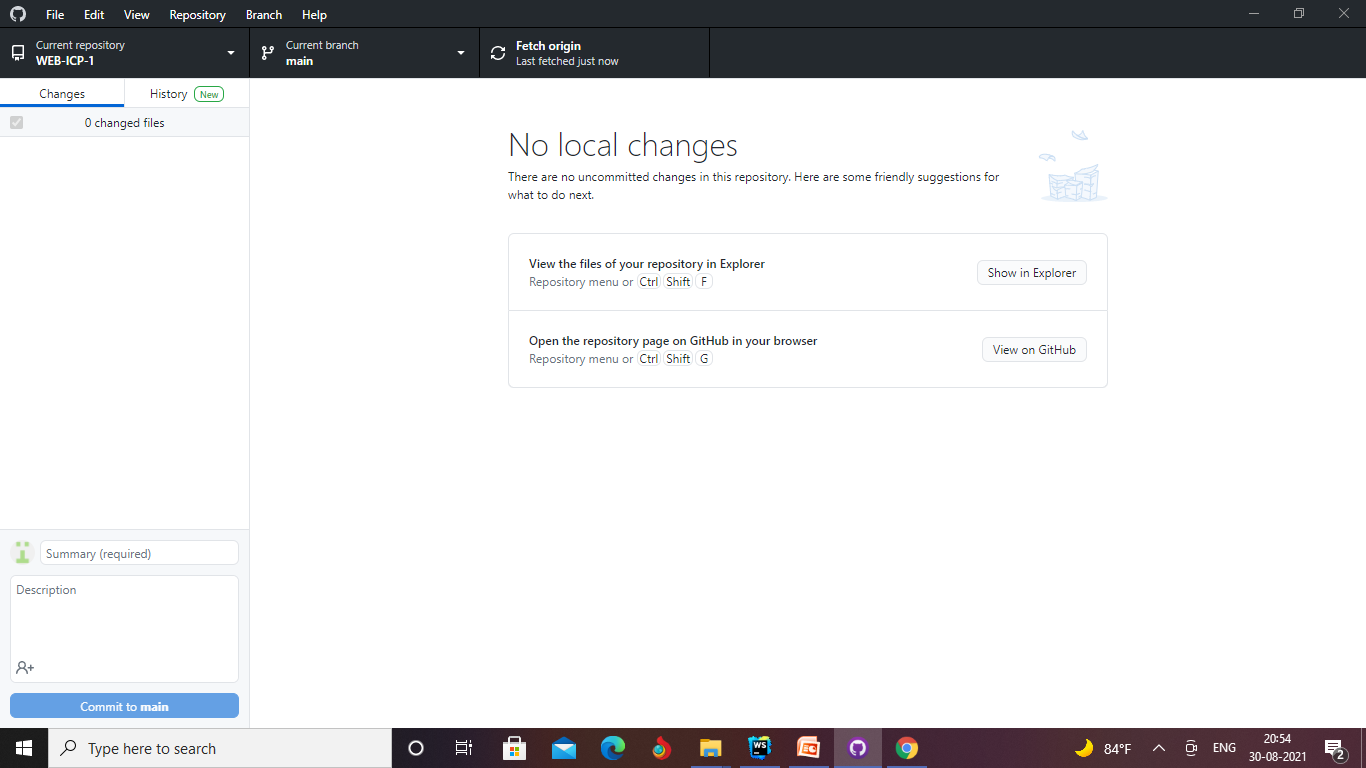 File Edit View Repository Branch Help
Current repository
WEB-ICP-1
Current branch
main
Fetch origin
Last fetched just now
Changes
History New
0 changed files
No local changes
There are no uncommitted changes in this repository. Here are some friendly suggestions for
what to do next.
View the files of your repository in Explorer
Repository menu or Ctrl Shift F
Show in Explorer
Open the repository page on GitHub in your browser
Repository menu or Ctrl Shift G
View on GitHub
Summary (required)
Description
Commit to main
Type here to search
WS
84°F
ENG
20:54
30-08-2021
2